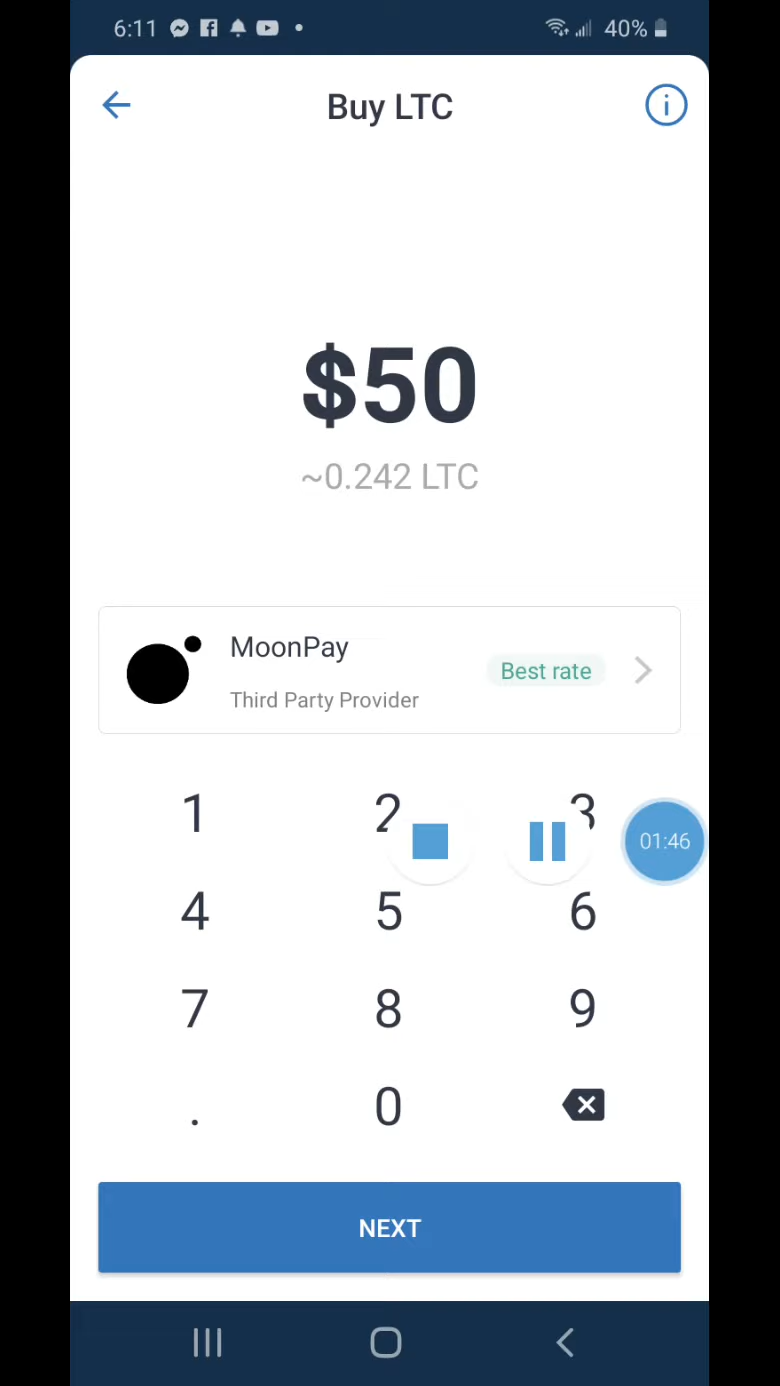 6:11 40%
Buy LTC
$50
~0.242 LTC
MoonPay
Best rate
Third Party Provider
1 2 3
01:46
4 5 6
7 8 9
. 0
NEXT